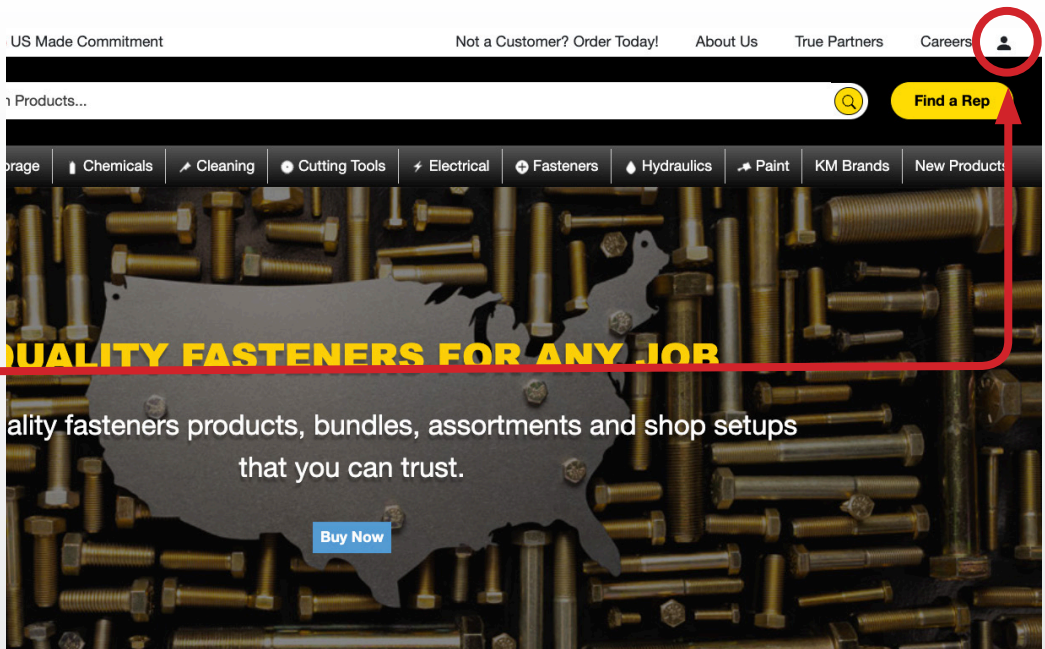 US Made Commitment Not a Customer? Order Today! About Us True Partners Careers
Products... Find a Rep
Chemicals Cleaning Cutting Tools Electrical Fasteners Hydraulics Paint KM Brands New Products
QUALITY FASTENERS FOR ANY JOB
ality fasteners products, bundles, assortments and shop setups
that you can trust.
Buy Now